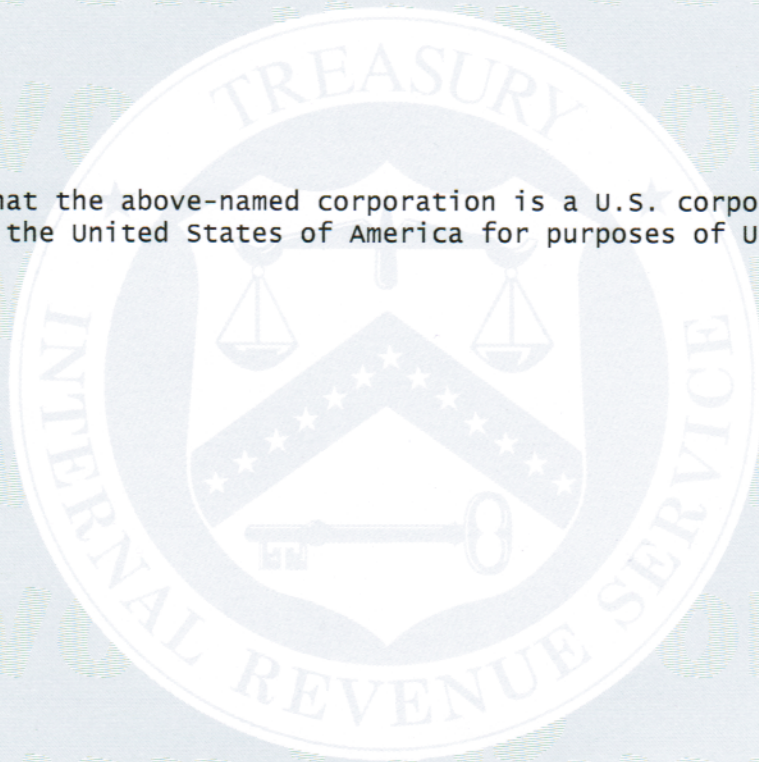 TREASURY
hat the above-named corporation is a U.S. corpo
the United States of America for purposes of U
INTERNAL REVENUE SERVICE